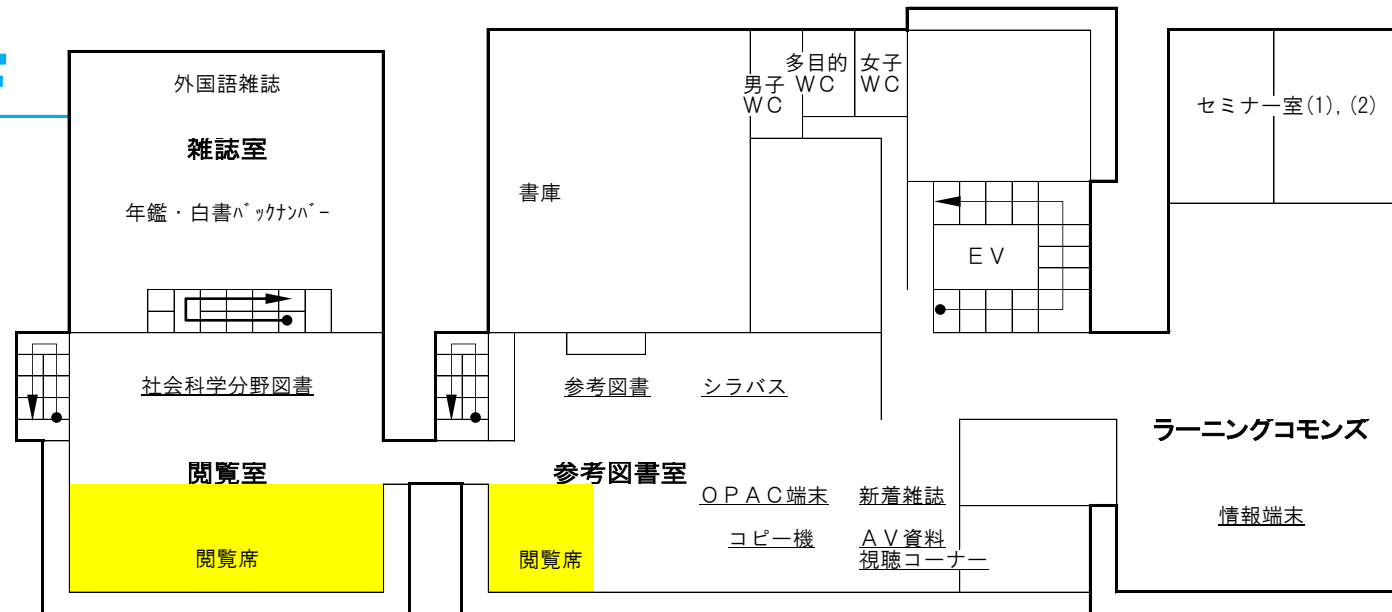 外国語雑誌
雑誌室
年鑑・白書ﾊﾞｯｸﾅﾝﾊﾞｰ
社会科学分野図書
閲覧室
閲覧席
書庫
男子
ＷＣ
多目的
ＷＣ
女子
ＷＣ
ＥＶ
参考図書
シラバス
参考図書室
ＯＰＡＣ端末
新着雑誌
コピー機
ＡＶ資料
視聴コーナー
閲覧席
セミナー室(1), (2)
ラーニングコモンズ
情報端末